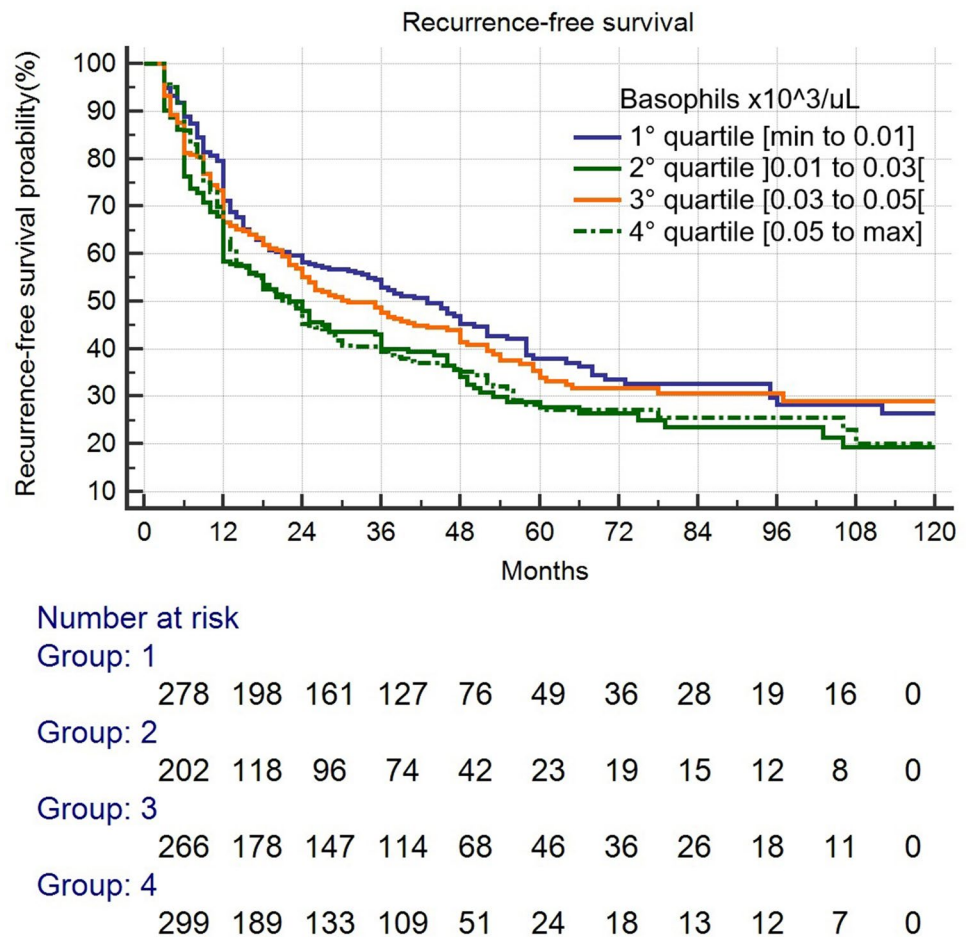 Recurrence-free survival
Recurrence-free survival proability(%)
100
90
80
70
60
50
40
30
20
10
Basophils x10^3/uL
1° quartile [min to 0.01]
2° quartile ]0.01 to 0.03[
3° quartile [0.03 to 0.05[
4° quartile [0.05 to max]
0 12 24 36 48 60 72 84 96 108 120
Months
Number at risk
Group: 1
278 198 161 127 76 49 36 28 19 16 0
Group: 2
202 118 96 74 42 23 19 15 12 8 0
Group: 3
266 178 147 114 68 46 36 26 18 11 0
Group: 4
299 189 133 109 51 24 18 13 12 7 0